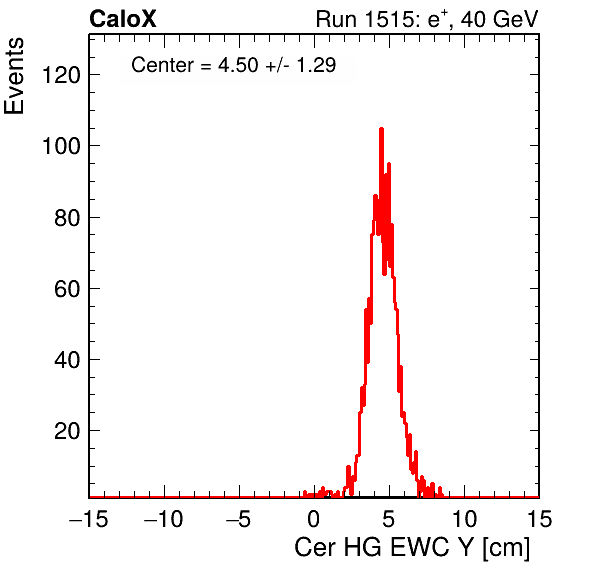 CaloX Run 1515: e⁺, 40 GeV
Center = 4.50 +/- 1.29
Events
120
100
80
60
40
20
−15 −10 −5 0 5 10 15
Cer HG EWC Y [cm]